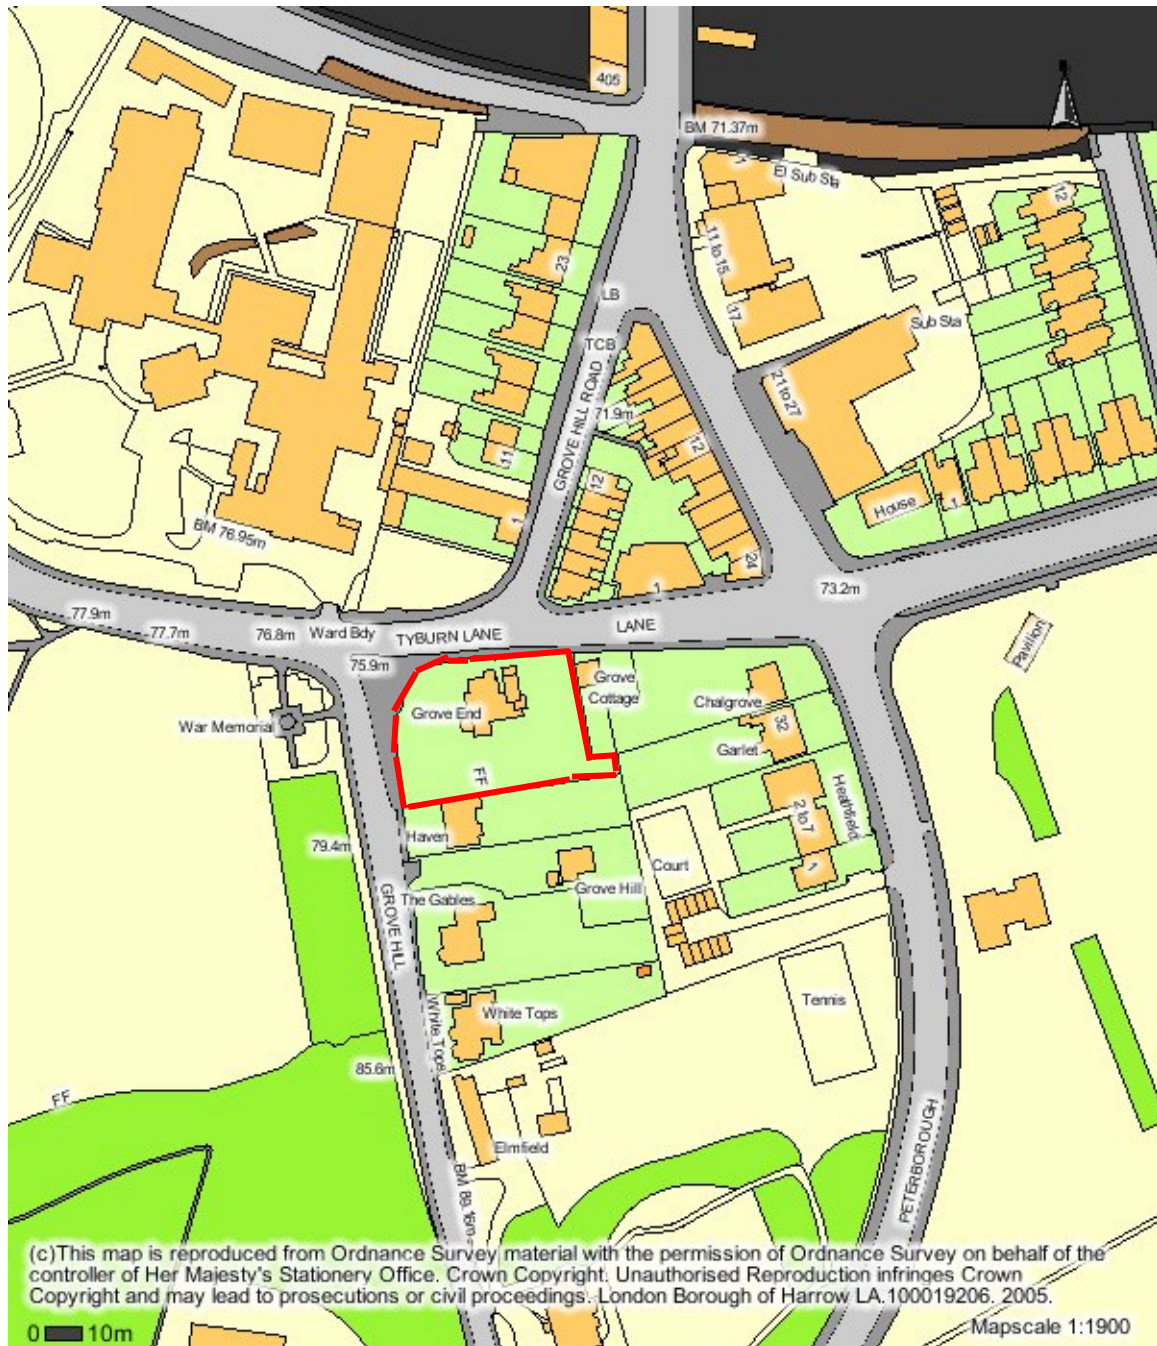 405
BM 71.37m
1
El Sub Sta
12
11 to 15
23
17
LB
Sub Sta
TCB
GROVE HILL ROAD
71.9m
21 to 27
12
11
12
House
1
1
BM 76.95m
24
1
73.2m
77.9m
77.7m
76.8m
Ward Bdy
TYBURN LANE
LANE
75.9m
Pavilion
Grove
Cottage
Chalgrove
Grove End
War Memorial
32
Garlet
FF
Heathfield
2 to 7
Haven
79.4m
Court
1
GROVE HILL
The Gables
Grove Hill
White Tops
White Tops
Tennis
85.6m
FF
Elmfield
PETERBOROUGH
BM 89.16m
(c)This map is reproduced from Ordnance Survey material with the permission of Ordnance Survey on behalf of the
controller of Her Majesty's Stationery Office. Crown Copyright. Unauthorised Reproduction infringes Crown
Copyright and may lead to prosecutions or civil proceedings. London Borough of Harrow LA.100019206. 2005.
0 10m
Mapscale 1:1900